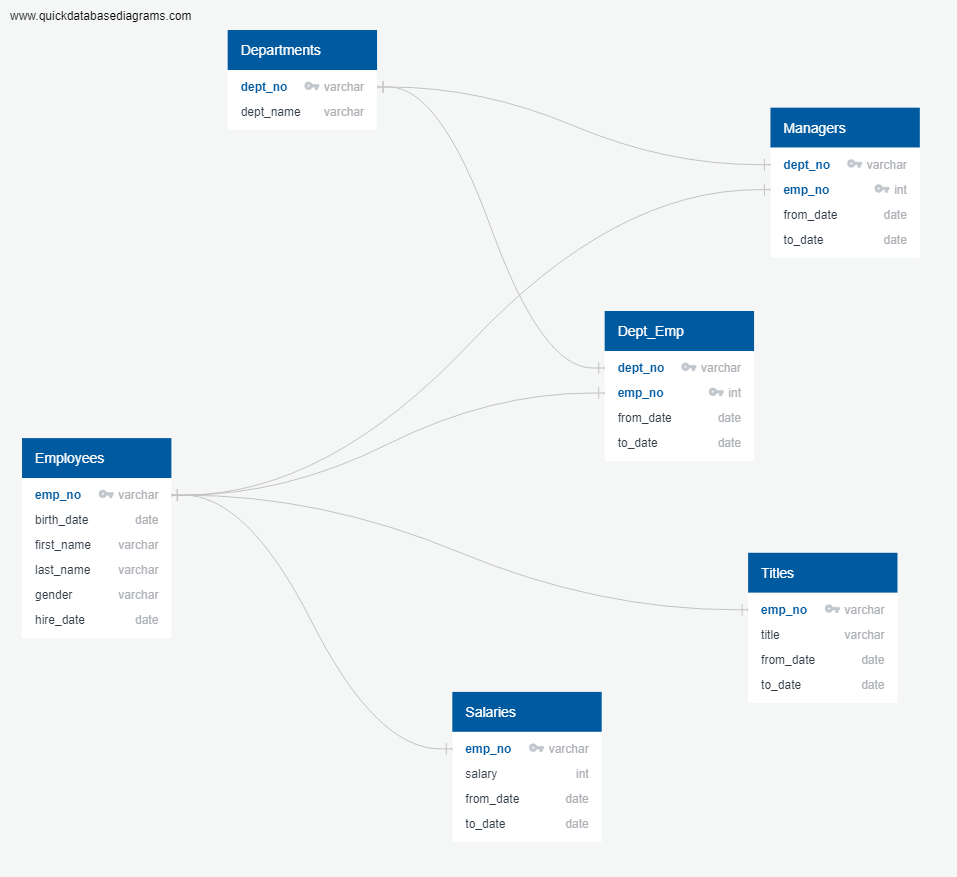 www.quickdatabasediagrams.com
Departments
dept_no varchar
dept_name varchar
Managers
dept_no varchar
emp_no int
from_date date
to_date date
Dept_Emp
dept_no varchar
emp_no int
from_date date
to_date date
Employees
emp_no varchar
birth_date date
first_name varchar
last_name varchar
gender varchar
hire_date date
Titles
emp_no varchar
title varchar
from_date date
to_date date
Salaries
emp_no varchar
salary int
from_date date
to_date date